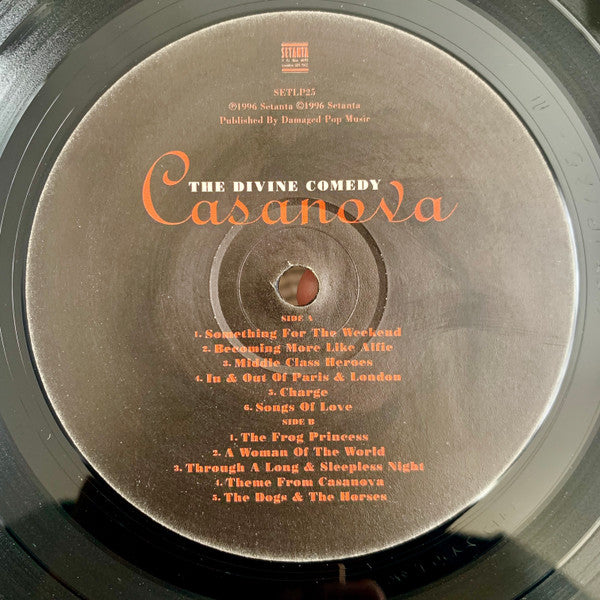 SETANTA
SETLP25
℗1996 Setanta ©1996 Setanta
Published By Damaged Pop Music
THE DIVINE COMEDY
Casanova
SIDE A
1. Something For The Weekend
2. Becoming More Like Alfie
3. Middle Class Heroes
4. In & Out Of Paris & London
5. Charge
6. Songs Of Love
SIDE B
1. The Frog Princess
2. A Woman Of The World
3. Through A Long & Sleepless Night
4. Theme From Casanova
5. The Dogs & The Horses